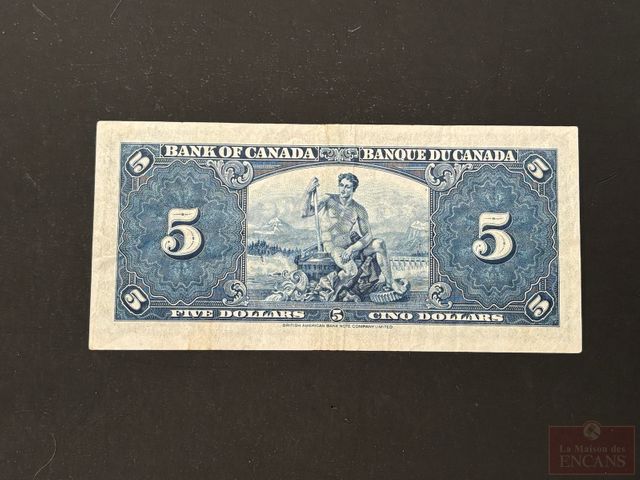 BANK OF CANADA BANQUE DU CANADA
5 5
5 5
5 5
FIVE DOLLARS 5 CINQ DOLLARS
BRITISH AMERICAN BANK NOTE COMPANY LIMITED
La Maison des
ENCANS